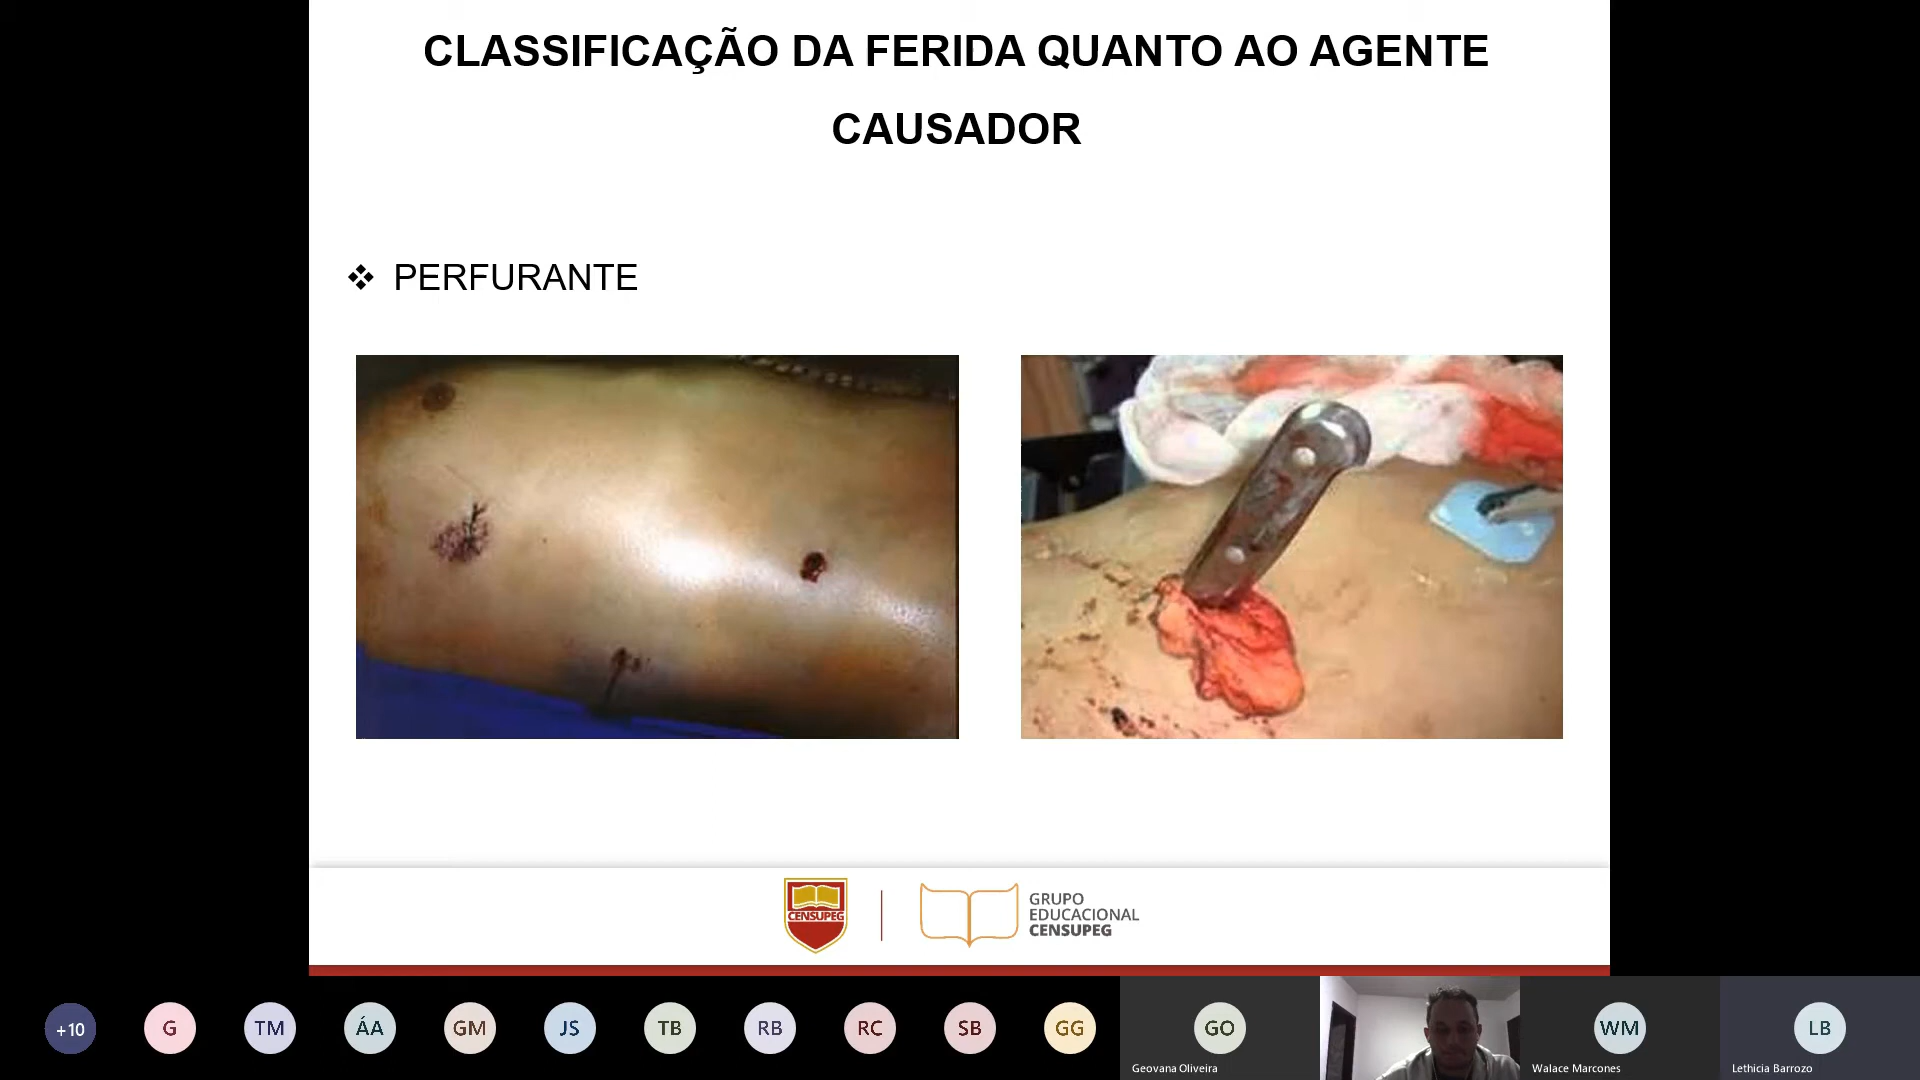 CLASSIFICAÇÃO DA FERIDA QUANTO AO AGENTE
CAUSADOR
❖ PERFURANTE
CENSUPEG
GRUPO
EDUCACIONAL
CENSUPEG
+10
G
TM
ÁA
GM
JS
TB
RB
RC
SB
GG
GO
WM
LB
Geovana Oliveira
Walace Marcones
Lethicia Barrozo